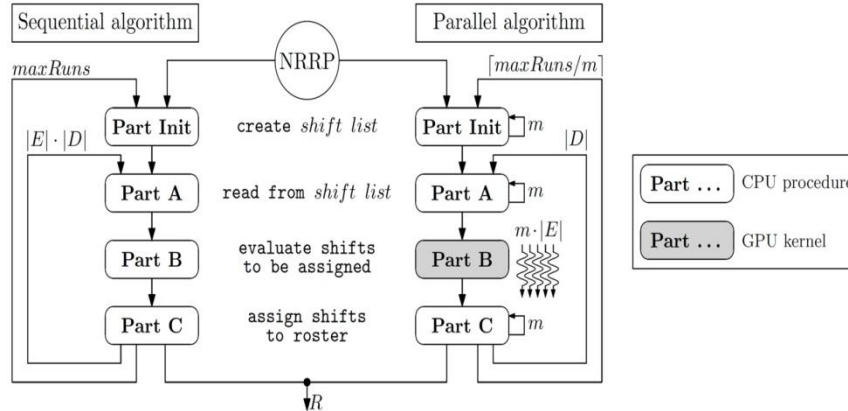 Sequential algorithm
Parallel algorithm
NRRP
maxRuns
⌈maxRuns/m⌉
Part Init
create shift list
Part Init
m
|E| · |D|
|D|
Part A
read from shift list
Part A
m
m·|E|
Part B
evaluate shifts
to be assigned
Part B
Part C
assign shifts
to roster
Part C
m
R
Part ...
CPU procedure
Part ...
GPU kernel